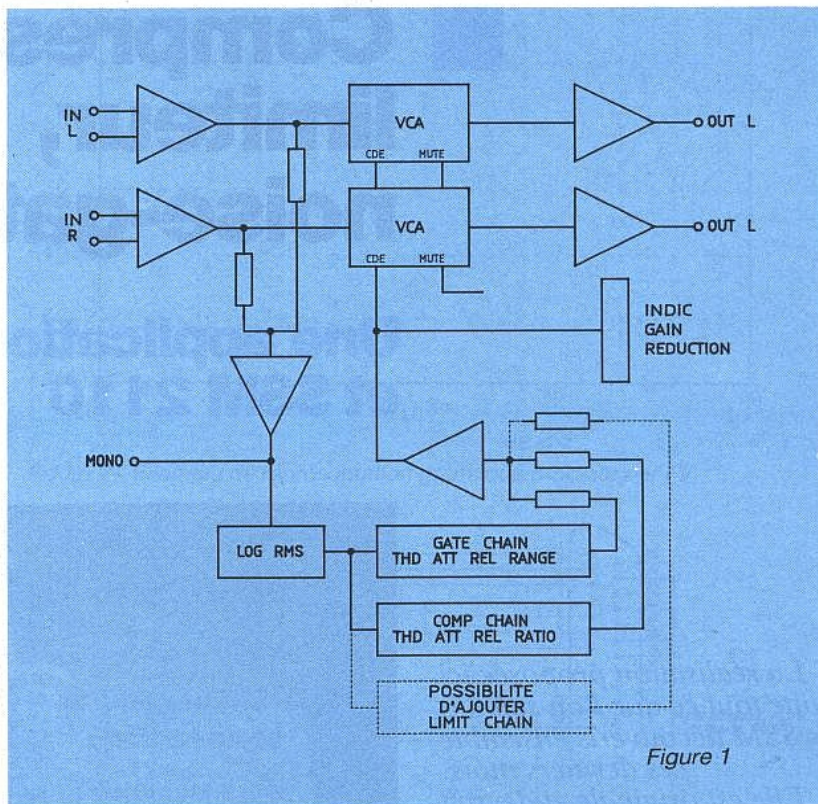 IN
L
VCA
CDE MUTE
OUT L
IN
R
VCA
CDE MUTE
OUT L
INDIC
GAIN
REDUCTION
MONO
LOG RMS
GATE CHAIN
THD ATT REL RANGE
COMP CHAIN
THD ATT REL RATIO
POSSIBILITE
D'AJOUTER
LIMIT CHAIN
Figure 1